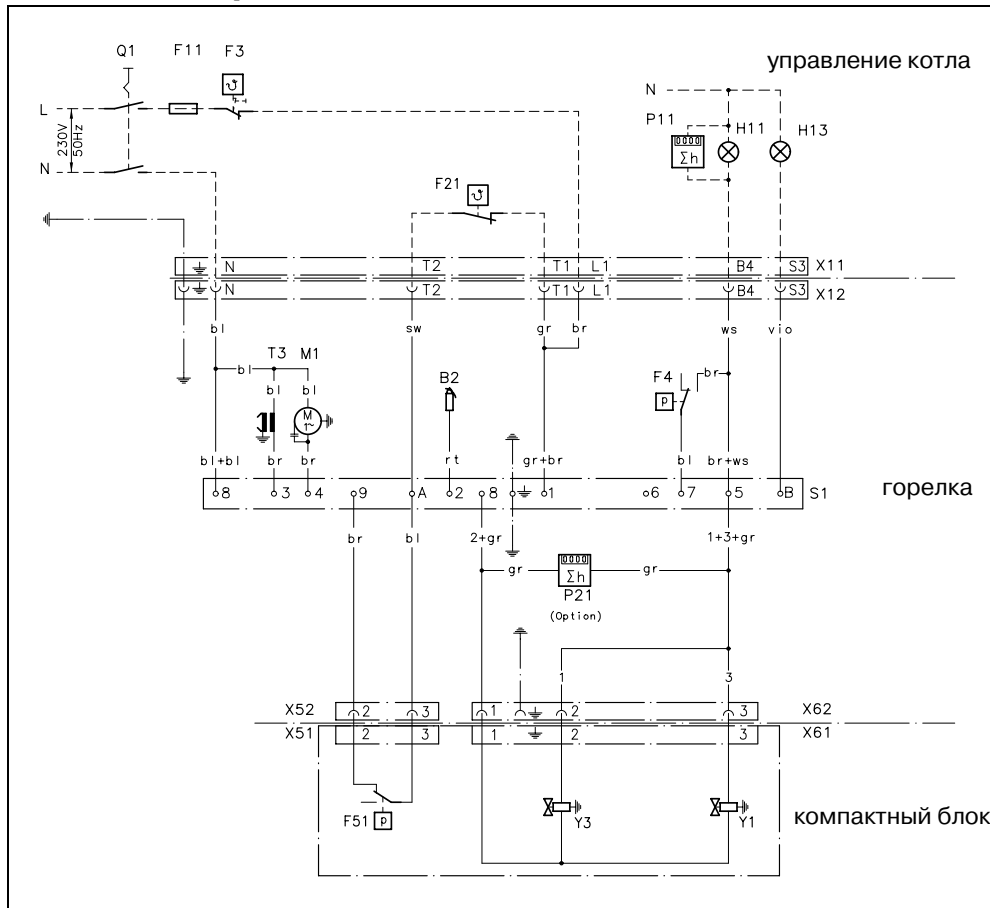 Q1 F11 F3
управление котла
N
L
P11 H11 H13
Σh
230V
50Hz
N
F21
N T2 T1 L1 B4 S3 X11
N T2 T1 L1 B4 S3 X12
bl sw gr br ws vio
T3 M1
bl
B2 F4 br
bl bl
M
1~
p
bl+bl br br rt gr+br bl br+ws
8 3 4 9 A 2 8 1 6 7 5 B S1
горелка
br bl 2+gr 1+3+gr
0000
gr Σh gr
P21
(Option)
1 3
X52 2 3 1 2 3 X62
X51 2 3 1 2 3 X61
F51 p Y3 Y1
компактный блок